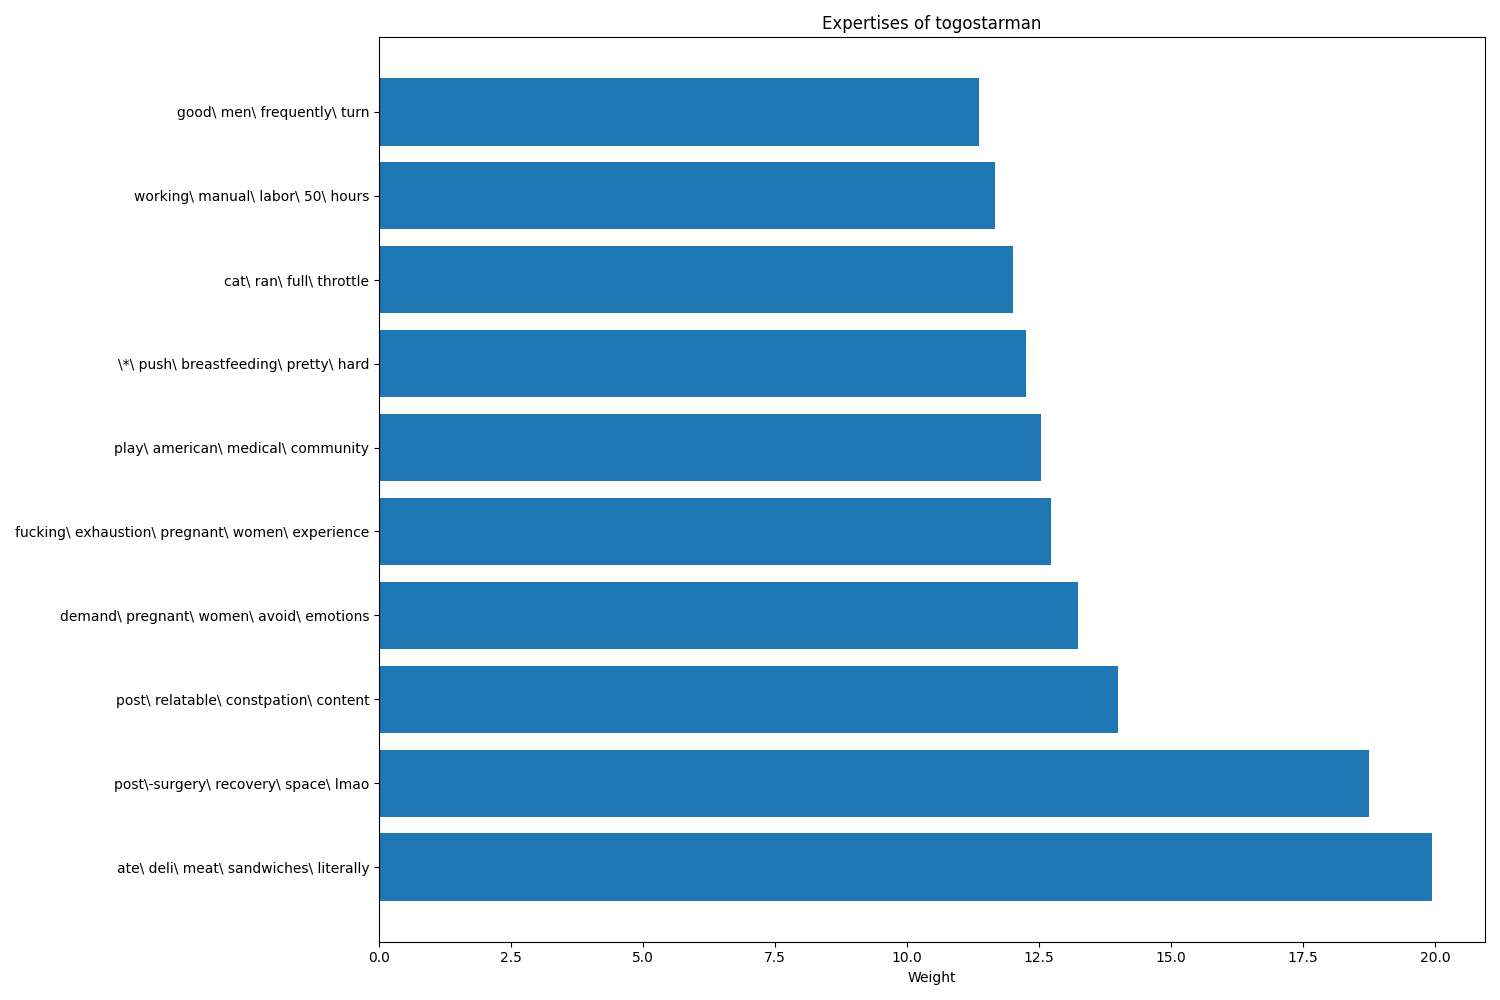 Expertises of togostarman
good\ men\ frequently\ turn
working\ manual\ labor\ 50\ hours
cat\ ran\ full\ throttle
\*\ push\ breastfeeding\ pretty\ hard
play\ american\ medical\ community
fucking\ exhaustion\ pregnant\ women\ experience
demand\ pregnant\ women\ avoid\ emotions
post\ relatable\ constpation\ content
post\-surgery\ recovery\ space\ lmao
ate\ deli\ meat\ sandwiches\ literally
0.0 2.5 5.0 7.5 10.0 12.5 15.0 17.5 20.0
Weight